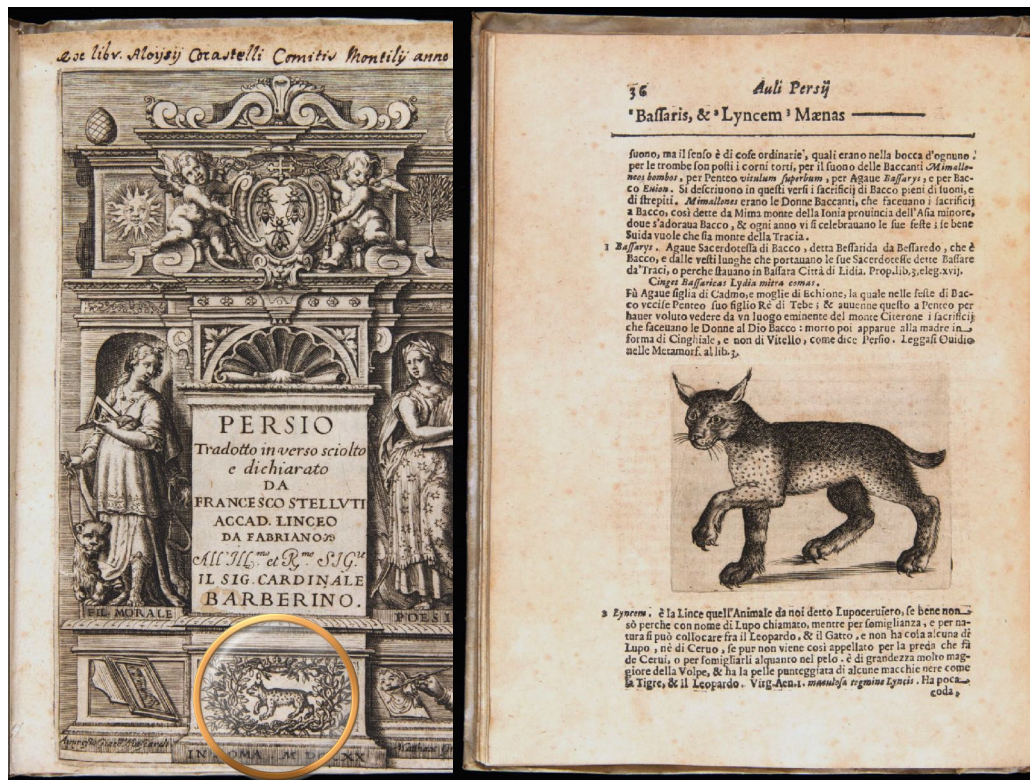 Ex libr. Aloysij Corastelli Comitis Montilij anno
PERSIO
Tradotto in verso sciolto
e dichiarato
DA
FRANCESCO STELLVTI
ACCAD. LINCEO
DA FABRIANO
All' Ill.mo et R.mo SIG.re
IL SIG. CARDINALE
BARBERINO.
FIL. MORALE
POESI
IN ROMA M DC XXX
36
Auli Persij
¹Baſſaris, & ²Lyncem ³Mænas
ſuono, ma il ſenſo è di coſe ordinarie, quali erano nella bocca d'ognuno:
per le trombe ſon poſti i corni torti, per il ſuono delle Baccanti Mimallo-
neos bombos, per Penteo vitulum ſuperbum, per Agaue Baſſarys, e per Bac-
co Euion. Si deſcriuono in queſti verſi i ſacrificij di Bacco pieni di ſuoni, e
di ſtrepiti. Mimallones erano le Donne Baccanti, che faceuano i ſacrificij
a Bacco, così dette da Mima monte della Ionia prouincia dell'Aſia minore,
doue s'adoraua Bacco, & ogni anno vi ſi celebrauano le ſue feſte; ſe bene
Suida vuole che ſia monte della Tracia.
1 Baſſarys. Agaue Sacerdoteſſa di Bacco, detta Beſſarida da Beſſaredo, che è
Bacco, e dalle veſti lunghe che portauano le ſue Sacerdoteſſe dette Baſſare
da'Traci, o perche ſtauano in Baſſara Città di Lidia. Prop.lib.3,eleg.xvij.
Cinget Baſſaricas Lydia mitra comas.
Fù Agaue figlia di Cadmo,e moglie di Echione, la quale nelle feſte di Bac-
co vcciſe Penteo ſuo figlio Rè di Tebe; & auuenne queſto a Penteo per
hauer voluto vedere da vn luogo eminente del monte Citerone i ſacrificij
che faceuano le Donne al Dio Bacco: morto poi apparue alla madre in
forma di Cinghiale, e non di Vitello, come dice Perſio. Leggaſi Ouidio
nelle Metamorf. al lib.3.
2 Lyncem. è la Lince quell'Animale da noi detto Lupoceruiero, ſe bene non
sò perche con nome di Lupo chiamato, mentre per ſomiglianza, e per na-
tura ſi può collocare fra il Leopardo, & il Gatto, e non ha coſa alcuna di
Lupo, nè di Ceruo, ſe pur non viene così appellato per la preda che fà
de Cerui, o per ſomigliarli alquanto nel pelo. è di grandezza molto mag-
giore della Volpe, & ha la pelle punteggiata di alcune macchie nere come
la Tigre, & il Leopardo. Virg.Aen.1. maculoſa tegmine Lyncis. Ha poca
coda,